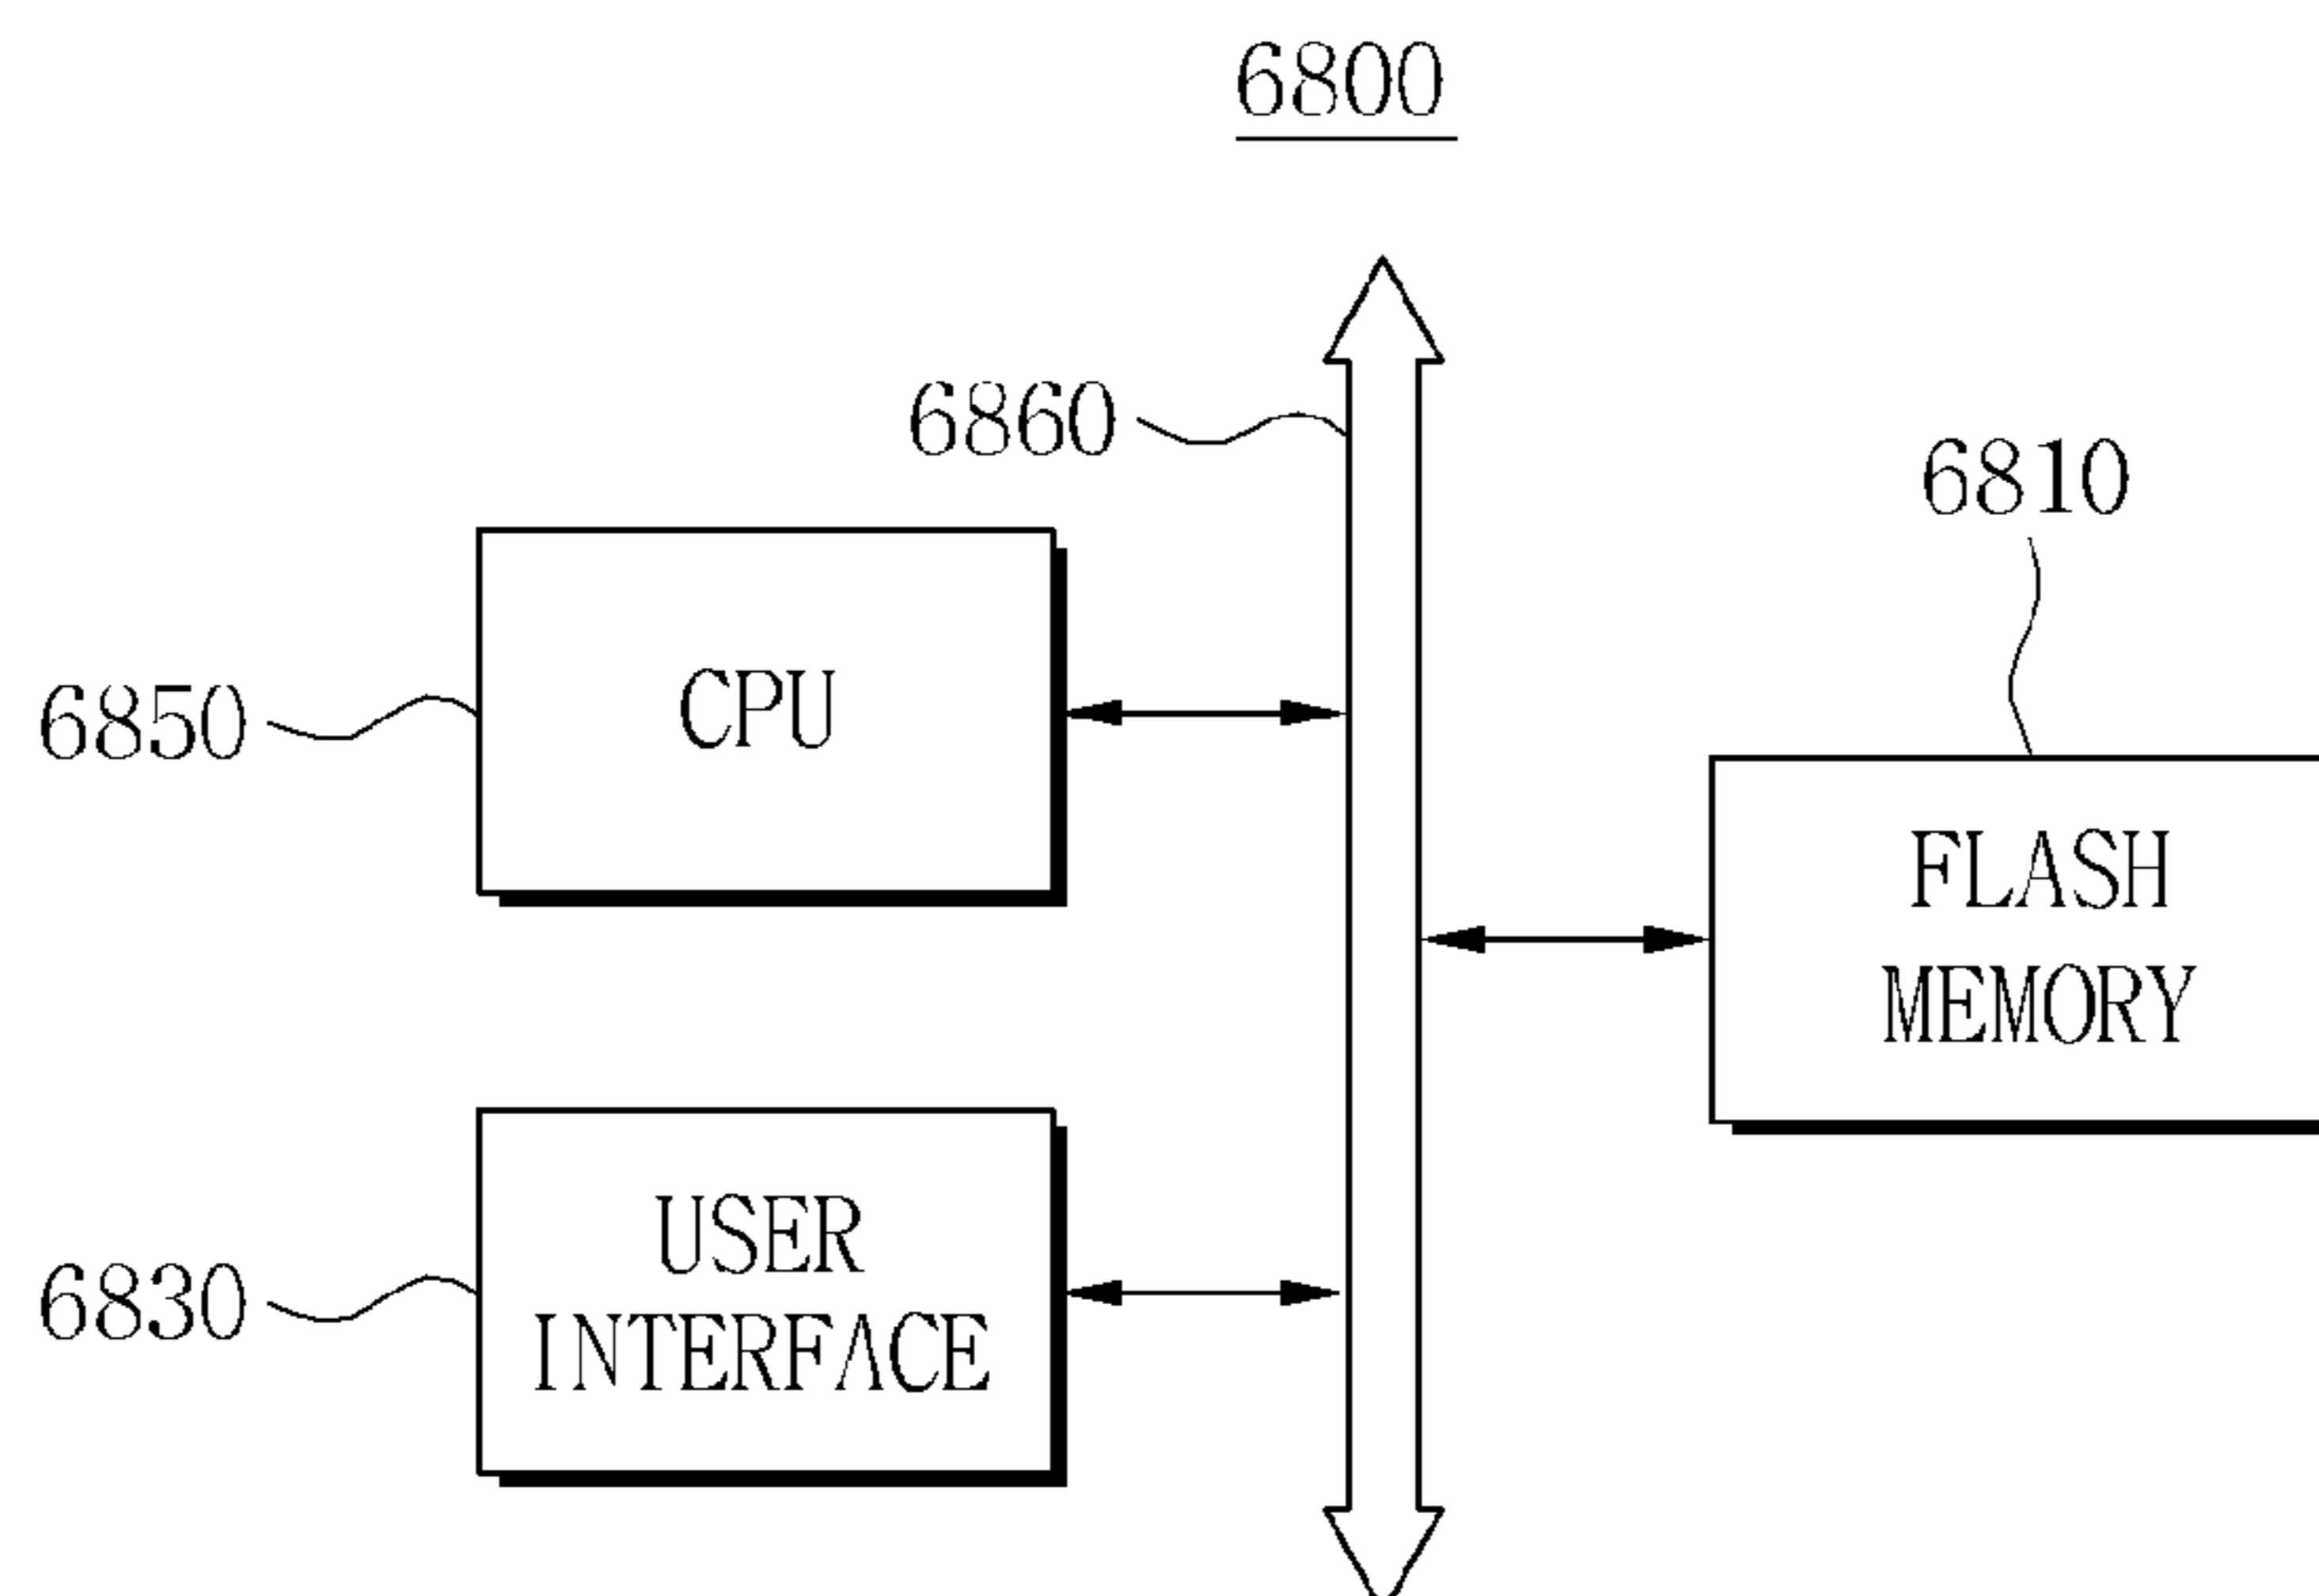 6800
6860
6810
CPU
6850
FLASH
MEMORY
USER
INTERFACE
6830